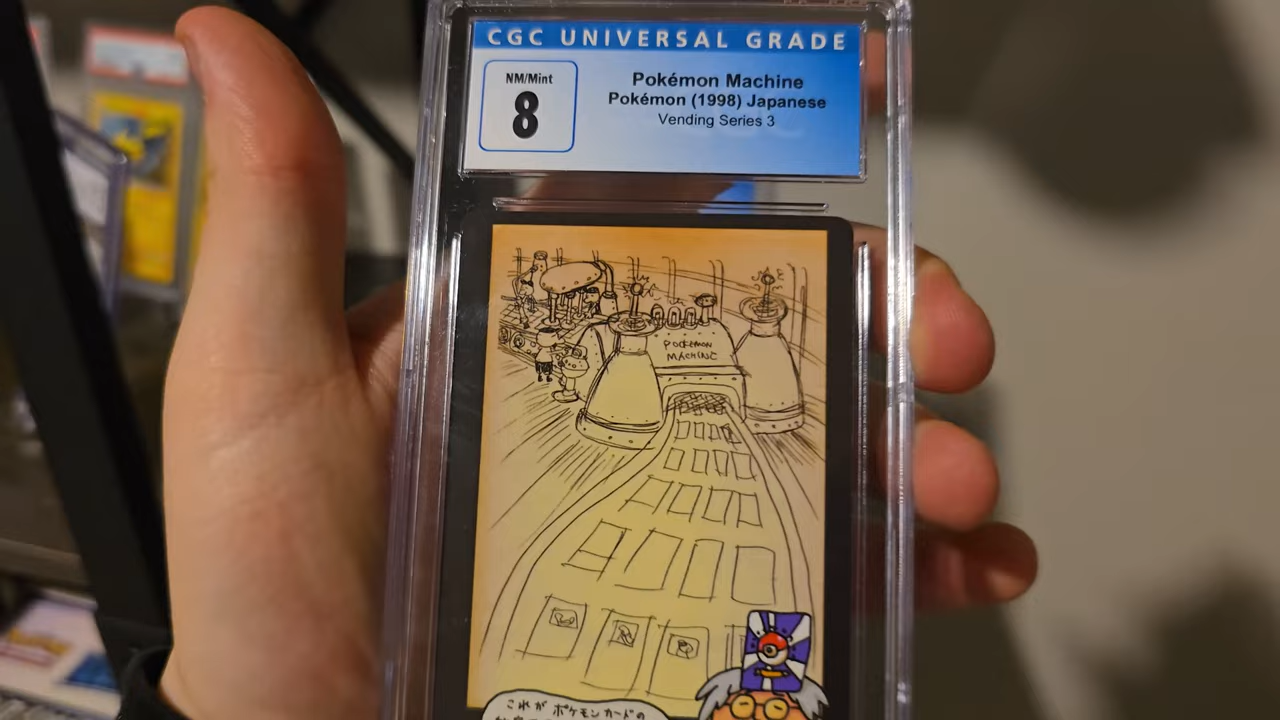 CGC UNIVERSAL GRADE
NM/Mint
8
Pokémon Machine
Pokémon (1998) Japanese
Vending Series 3
POCKEMON
MACHINE
これが ポケモンカードの